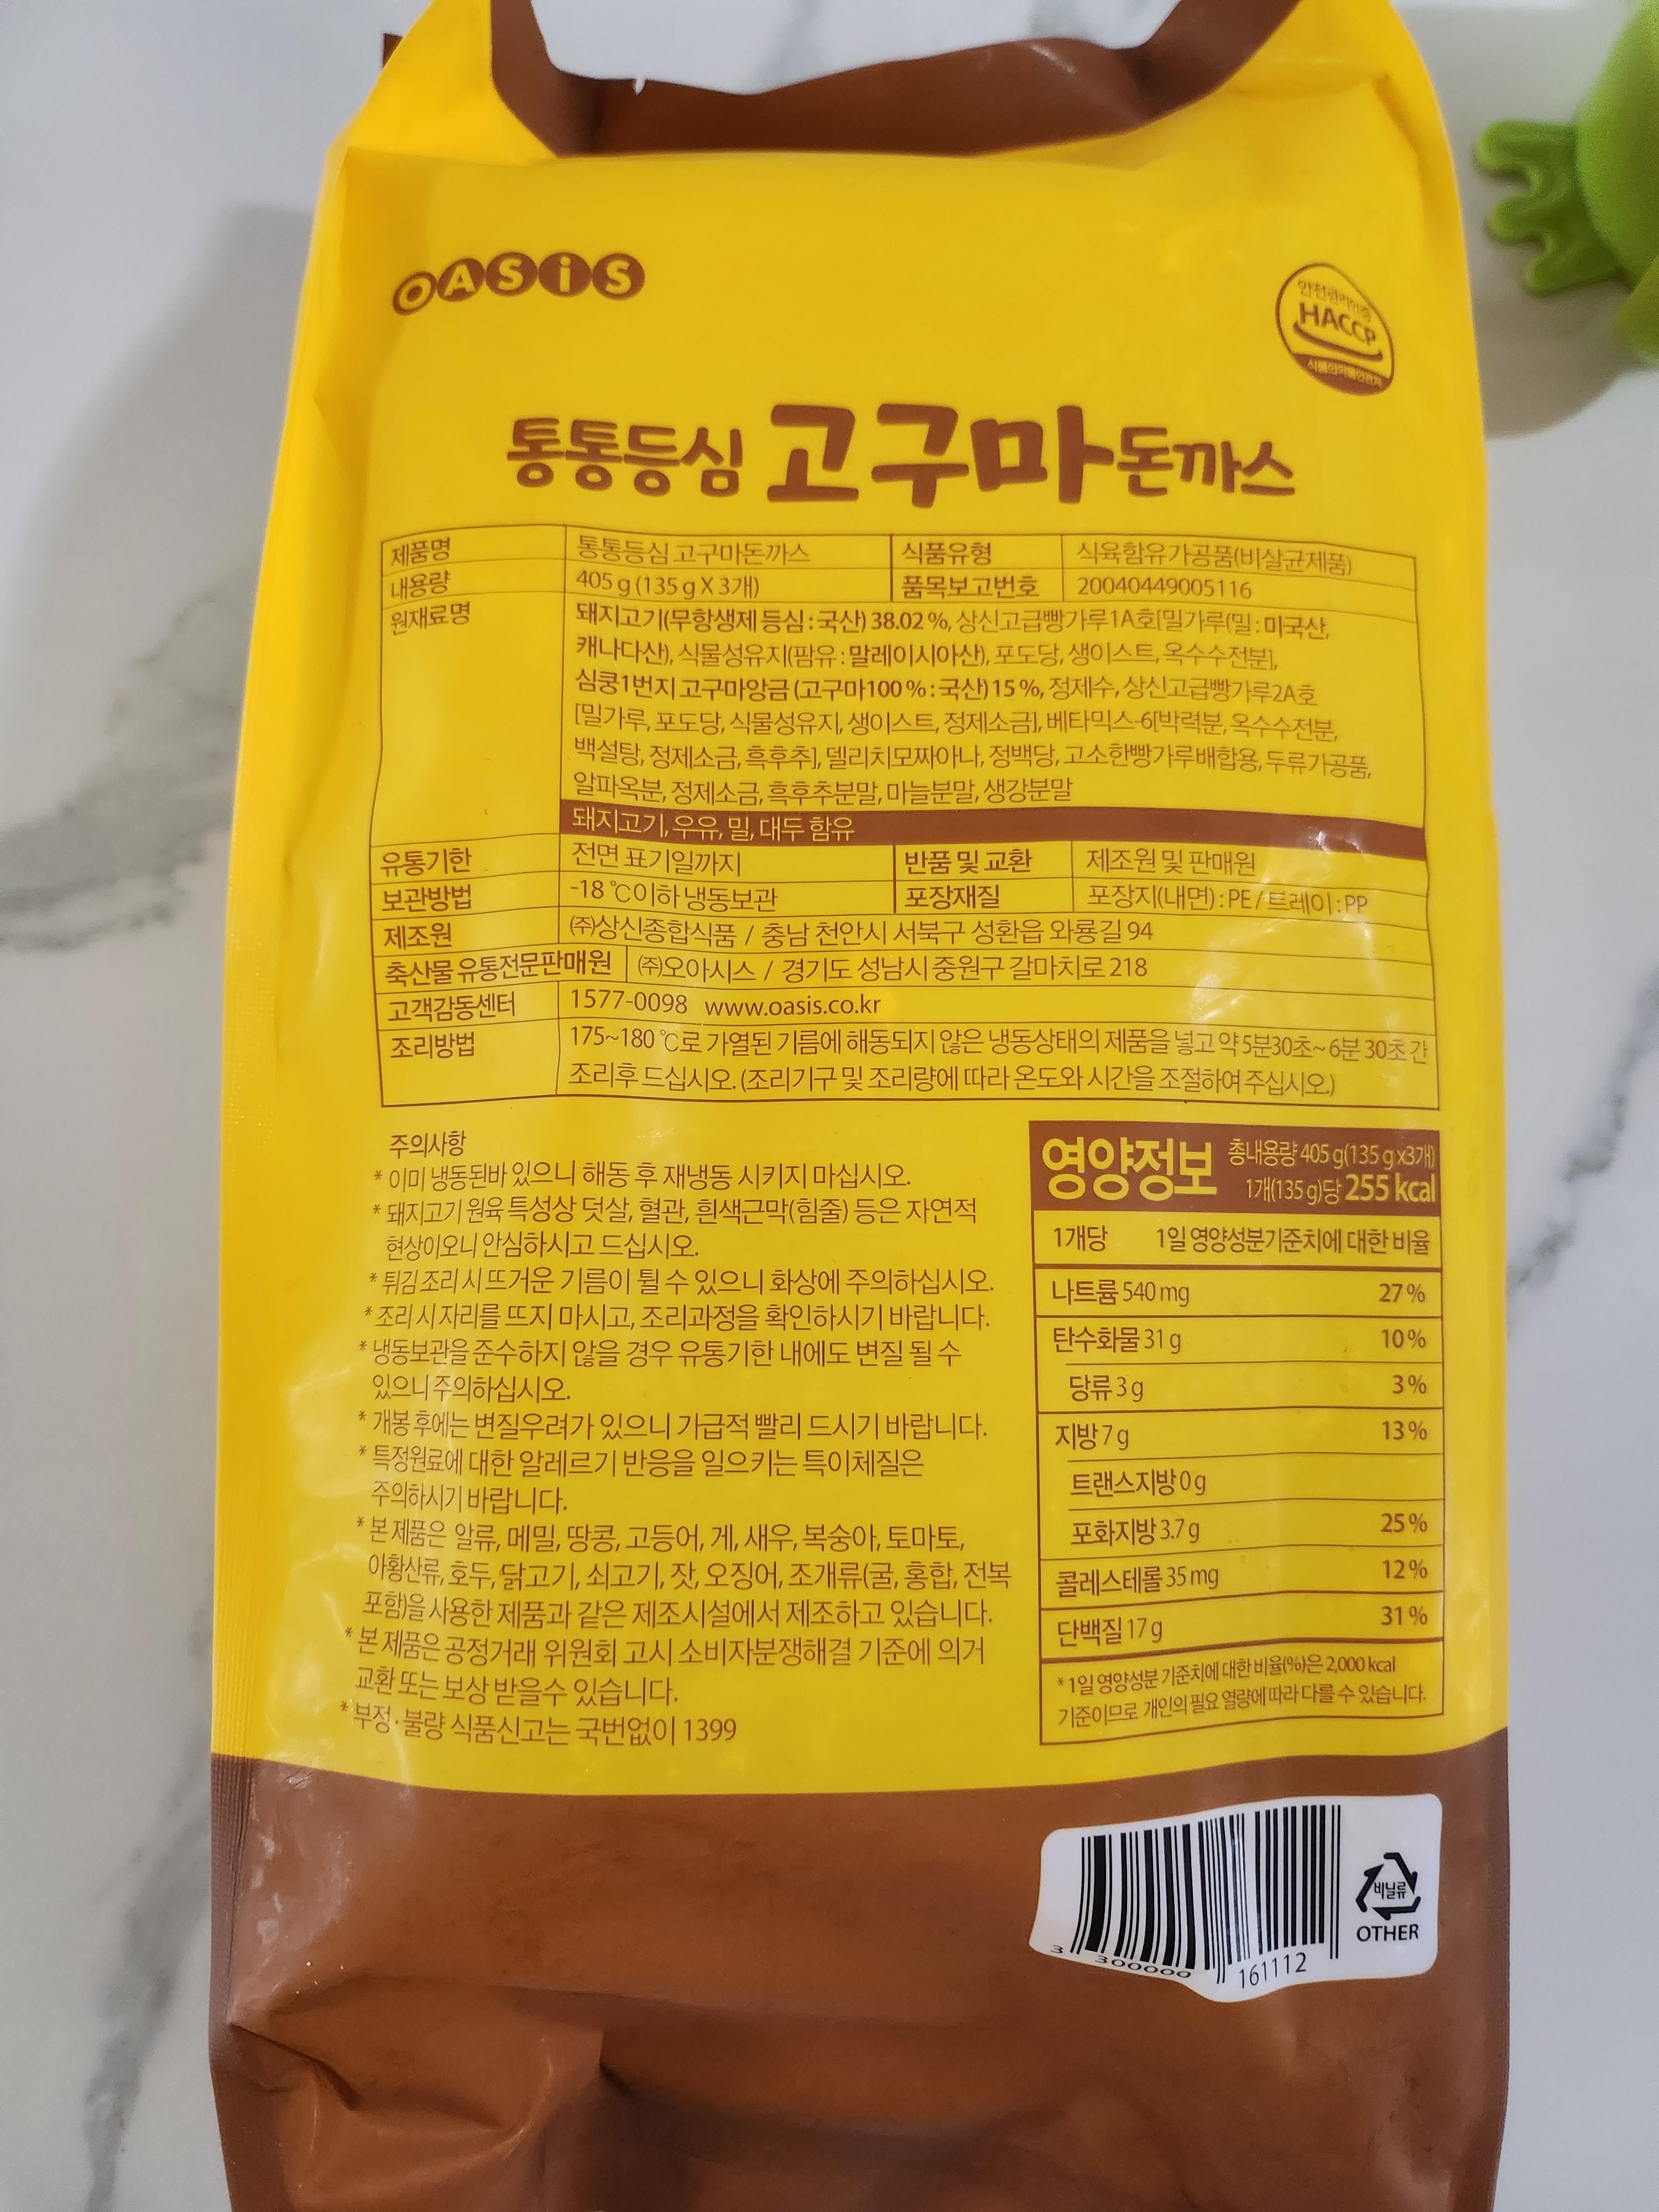 OASIS
안전관리인증
HACCP
식품의약품안전처
통통등심 고구마 돈까스
제품명 통통등심 고구마돈까스 식품유형 식육함유가공품(비살균제품)
내용량 405 g (135 g X 3개) 품목보고번호 20040449005116
원재료명 돼지고기(무항생제 등심 : 국산) 38.02 %, 상신고급빵가루1A호[밀가루(밀 : 미국산,
캐나다산), 식물성유지(팜유 : 말레이시아산), 포도당, 생이스트, 옥수수전분],
심쿵1번지 고구마앙금 (고구마100 % : 국산) 15 %, 정제수, 상신고급빵가루2A호
[밀가루, 포도당, 식물성유지, 생이스트, 정제소금], 베타믹스-6[박력분, 옥수수전분,
백설탕, 정제소금, 흑후추], 델리치모짜아나, 정백당, 고소한빵가루배합용, 두류가공품,
알파옥분, 정제소금, 흑후추분말, 마늘분말, 생강분말
돼지고기, 우유, 밀, 대두 함유
유통기한 전면 표기일까지 반품 및 교환 제조원 및 판매원
보관방법 -18 ℃이하 냉동보관 포장재질 포장지(내면) : PE / 트레이 : PP
제조원 ㈜상신종합식품 / 충남 천안시 서북구 성환읍 와룡길 94
축산물 유통전문판매원 ㈜오아시스 / 경기도 성남시 중원구 갈마치로 218
고객감동센터 1577-0098 www.oasis.co.kr
조리방법 175~180 ℃로 가열된 기름에 해동되지 않은 냉동상태의 제품을 넣고 약 5분30초~ 6분 30초 간
조리후 드십시오. (조리기구 및 조리량에 따라 온도와 시간을 조절하여 주십시오.)
주의사항
* 이미 냉동된바 있으니 해동 후 재냉동 시키지 마십시오.
* 돼지고기 원육 특성상 덧살, 혈관, 흰색근막(힘줄) 등은 자연적
현상이오니 안심하시고 드십시오.
* 튀김 조리 시 뜨거운 기름이 튈 수 있으니 화상에 주의하십시오.
* 조리 시 자리를 뜨지 마시고, 조리과정을 확인하시기 바랍니다.
* 냉동보관을 준수하지 않을 경우 유통기한 내에도 변질 될 수
있으니 주의하십시오.
* 개봉 후에는 변질우려가 있으니 가급적 빨리 드시기 바랍니다.
* 특정원료에 대한 알레르기 반응을 일으키는 특이체질은
주의하시기 바랍니다.
* 본 제품은 알류, 메밀, 땅콩, 고등어, 게, 새우, 복숭아, 토마토,
아황산류, 호두, 닭고기, 쇠고기, 잣, 오징어, 조개류(굴, 홍합, 전복
포함)을 사용한 제품과 같은 제조시설에서 제조하고 있습니다.
* 본 제품은 공정거래 위원회 고시 소비자분쟁해결 기준에 의거
교환 또는 보상 받을수 있습니다.
* 부정·불량 식품신고는 국번없이 1399
영양정보 총내용량 405 g(135 g x3개)
1개(135 g)당 255 kcal
1개당 1일 영양성분기준치에 대한 비율
나트륨 540 mg 27 %
탄수화물 31 g 10 %
당류 3 g 3 %
지방 7 g 13 %
트랜스지방 0 g
포화지방 3.7 g 25 %
콜레스테롤 35 mg 12 %
단백질 17 g 31 %
* 1일 영양성분 기준치에 대한 비율(%)은 2,000 kcal
기준이므로 개인의 필요 열량에 따라 다를 수 있습니다.
비닐류
OTHER
3 300000 161112